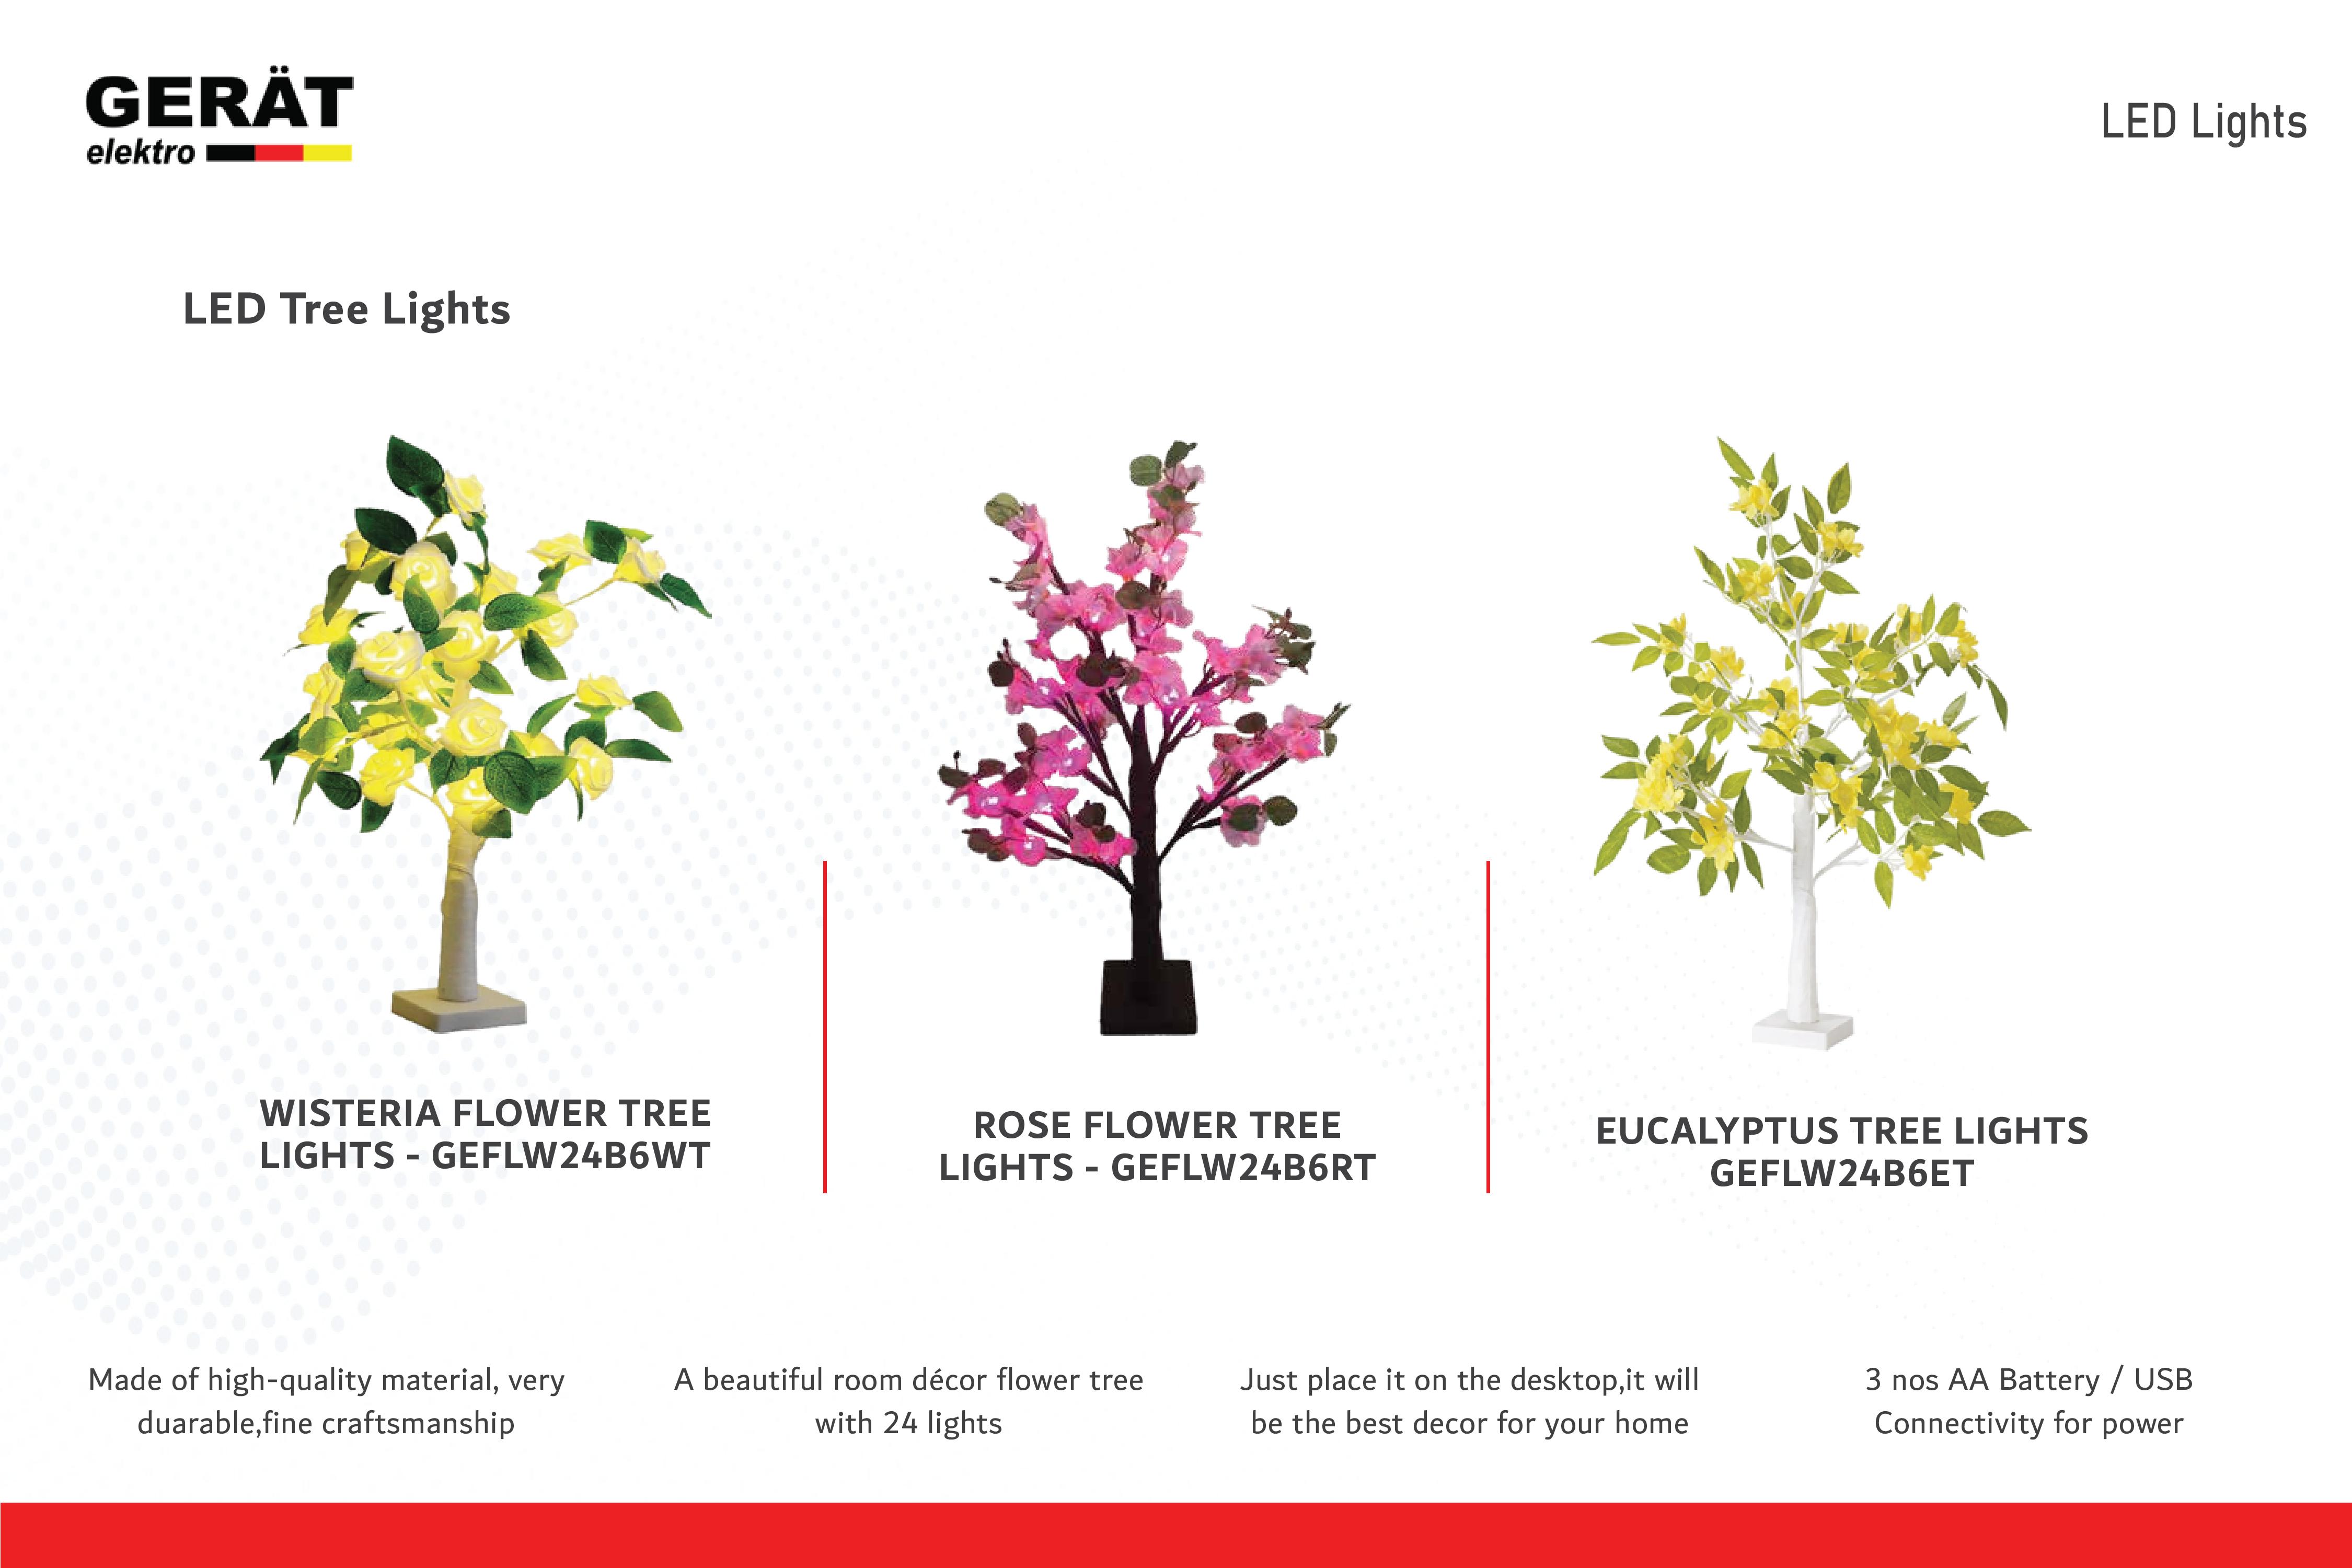 GERÄT
elektro
LED Lights
LED Tree Lights
WISTERIA FLOWER TREE
LIGHTS - GEFLW24B6WT
ROSE FLOWER TREE
LIGHTS - GEFLW24B6RT
EUCALYPTUS TREE LIGHTS
GEFLW24B6ET
Made of high-quality material, very
duarable,fine craftsmanship
A beautiful room décor flower tree
with 24 lights
Just place it on the desktop,it will
be the best decor for your home
3 nos AA Battery / USB
Connectivity for power